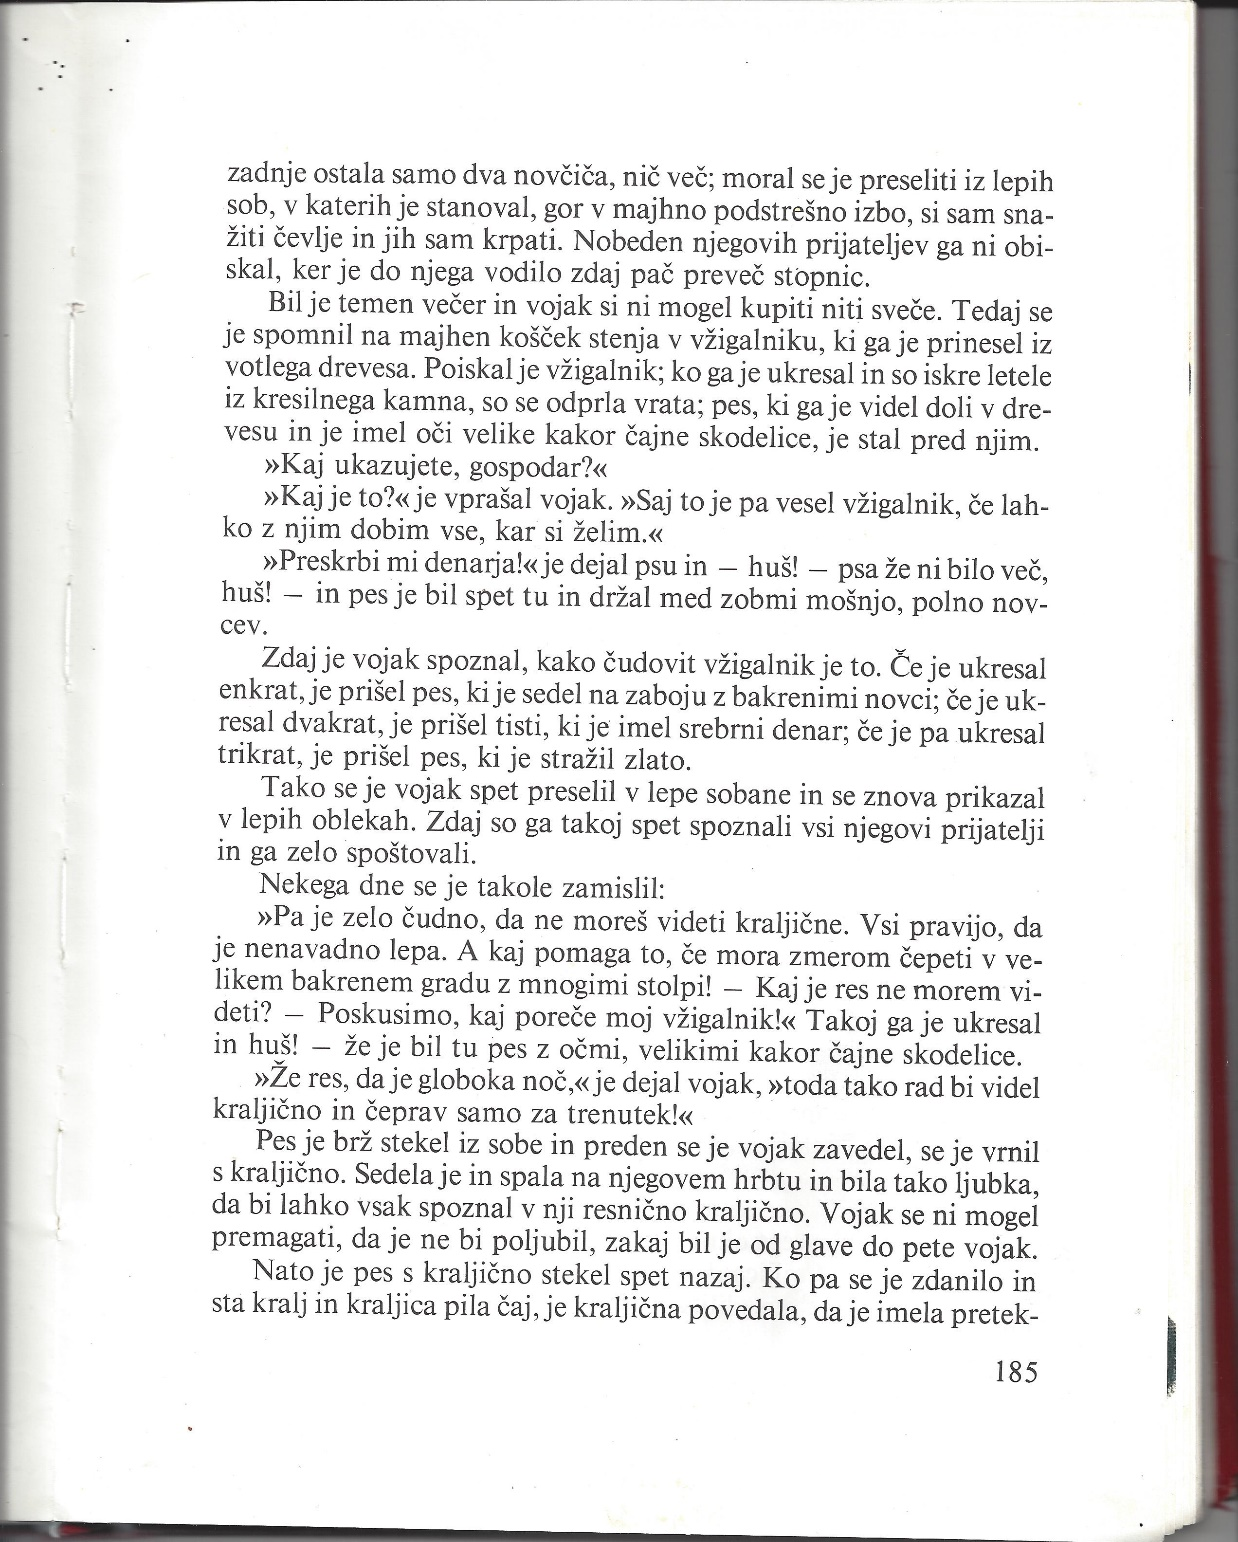 zadnje ostala samo dva novčiča, nič več; moral se je preseliti iz lepih
sob, v katerih je stanoval, gor v majhno podstrešno izbo, si sam sna-
žiti čevlje in jih sam krpati. Nobeden njegovih prijateljev ga ni obi-
skal, ker je do njega vodilo zdaj pač preveč stopnic.
Bil je temen večer in vojak si ni mogel kupiti niti sveče. Tedaj se
je spomnil na majhen košček stenja v vžigalniku, ki ga je prinesel iz
votlega drevesa. Poiskal je vžigalnik; ko ga je ukresal in so iskre letele
iz kresilnega kamna, so se odprla vrata; pes, ki ga je videl doli v dre-
vesu in je imel oči velike kakor čajne skodelice, je stal pred njim.
»Kaj ukazujete, gospodar?«
»Kaj je to?« je vprašal vojak. »Saj to je pa vesel vžigalnik, če lah-
ko z njim dobim vse, kar si želim.«
»Preskrbi mi denarja!« je dejal psu in — huš! — psa že ni bilo več,
huš! — in pes je bil spet tu in držal med zobmi mošnjo, polno nov-
cev.
Zdaj je vojak spoznal, kako čudovit vžigalnik je to. Če je ukresal
enkrat, je prišel pes, ki je sedel na zaboju z bakrenimi novci; če je uk-
resal dvakrat, je prišel tisti, ki je imel srebrni denar; če je pa ukresal
trikrat, je prišel pes, ki je stražil zlato.
Tako se je vojak spet preselil v lepe sobane in se znova prikazal
v lepih oblekah. Zdaj so ga takoj spet spoznali vsi njegovi prijatelji
in ga zelo spoštovali.
Nekega dne se je takole zamislil:
»Pa je zelo čudno, da ne moreš videti kraljične. Vsi pravijo, da
je nenavadno lepa. A kaj pomaga to, če mora zmerom čepeti v ve-
likem bakrenem gradu z mnogimi stolpi! — Kaj je res ne morem vi-
deti? — Poskusimo, kaj poreče moj vžigalnik!« Takoj ga je ukresal
in huš! — že je bil tu pes z očmi, velikimi kakor čajne skodelice.
»Že res, da je globoka noč,« je dejal vojak, »toda tako rad bi videl
kraljično in čeprav samo za trenutek!«
Pes je brž stekel iz sobe in preden se je vojak zavedel, se je vrnil
s kraljično. Sedela je in spala na njegovem hrbtu in bila tako ljubka,
da bi lahko vsak spoznal v nji resnično kraljično. Vojak se ni mogel
premagati, da je ne bi poljubil, zakaj bil je od glave do pete vojak.
Nato je pes s kraljično stekel spet nazaj. Ko pa se je zdanilo in
sta kralj in kraljica pila čaj, je kraljična povedala, da je imela pretek-
185